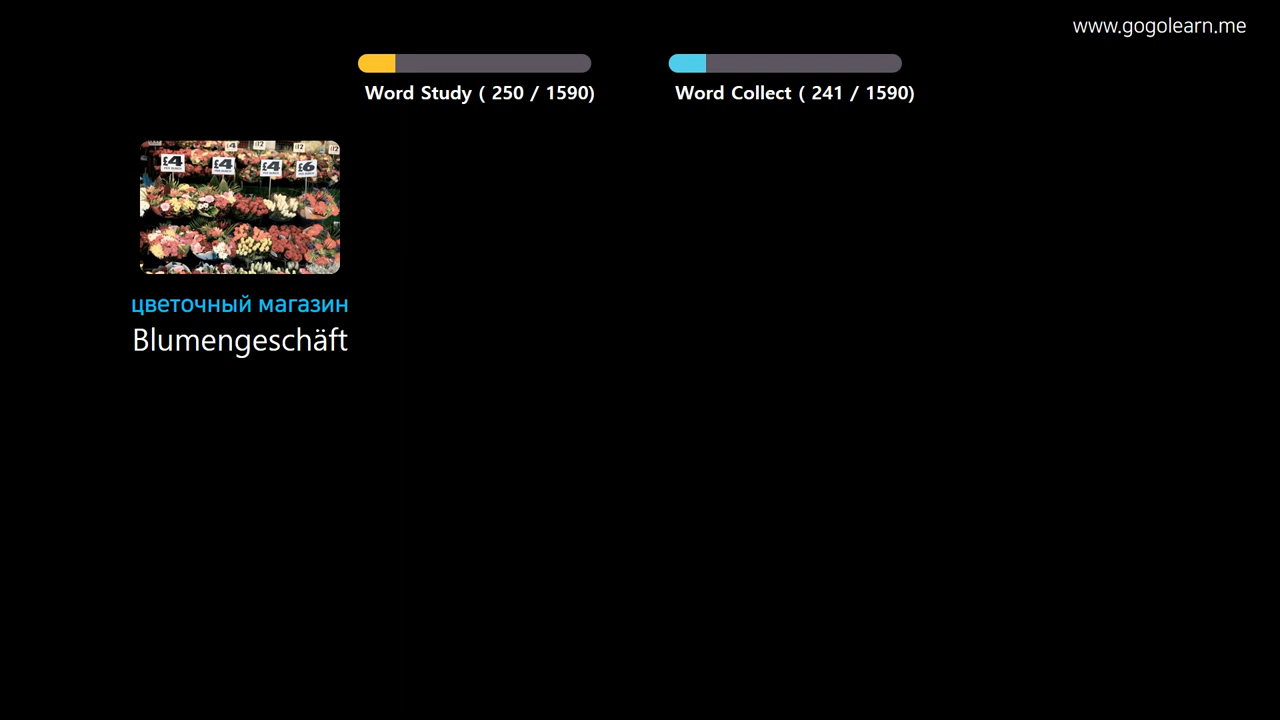 www.gogolearn.me
Word Study ( 250 / 1590)
Word Collect ( 241 / 1590)
£4
£4
£4
£6
цветочный магазин
Blumengeschäft